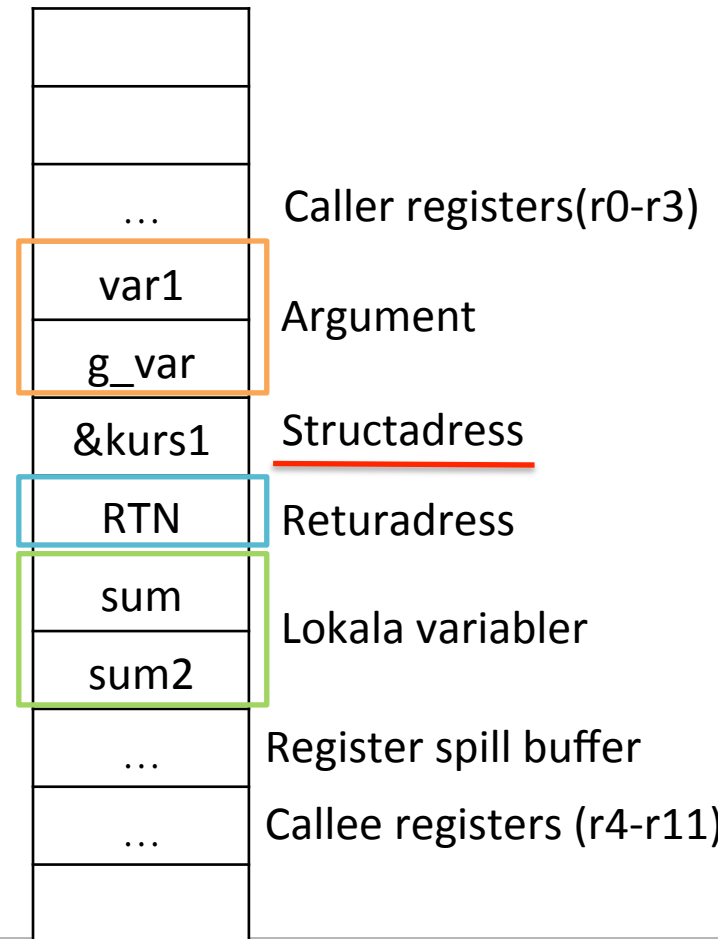 ... Caller registers(r0-r3)
var1
Argument
g_var
&kurs1 Structadress
RTN Returadress
sum
Lokala variabler
sum2
... Register spill buffer
... Callee registers (r4-r11)